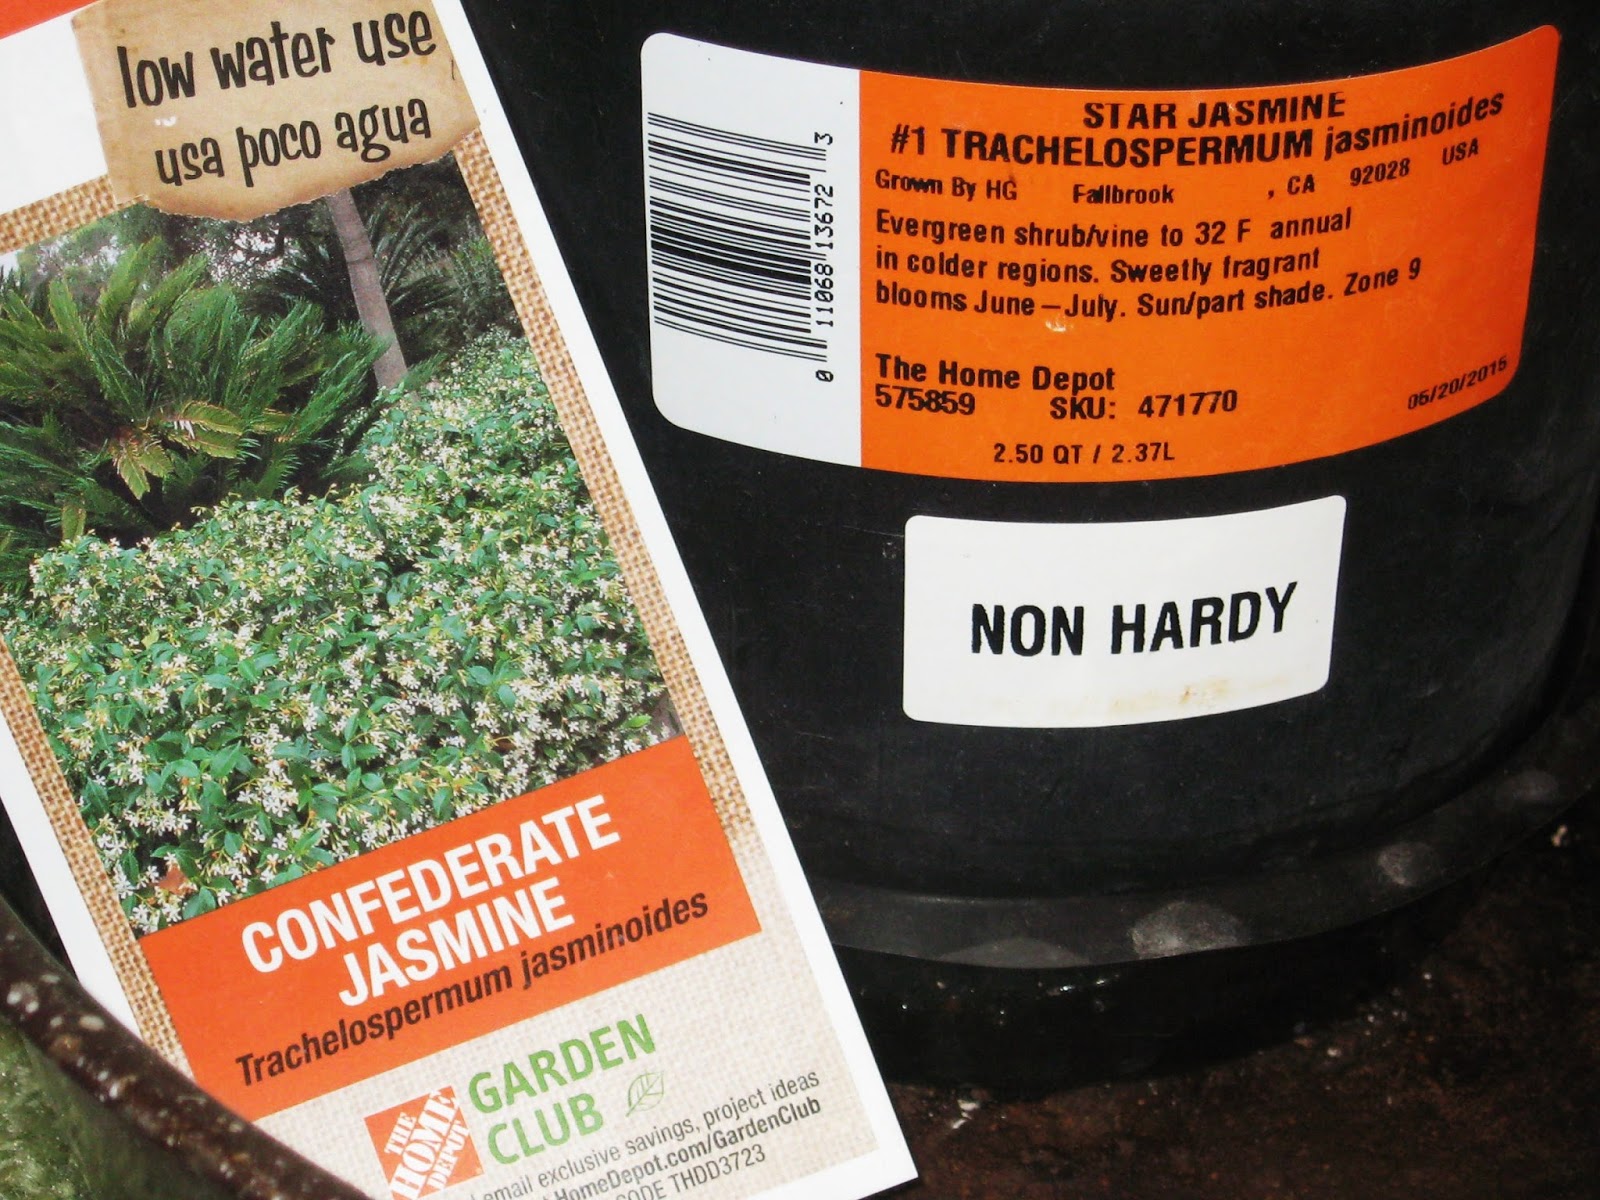 low water use
usa poco agua
CONFEDERATE
JASMINE
Trachelospermum jasminoides
THE
HOME
DEPOT
GARDEN
CLUB
email exclusive savings, project ideas
HomeDepot.com/GardenClub
CODE THDD3723
STAR JASMINE
#1 TRACHELOSPERMUM jasminoides
Grown By HG Fallbrook , CA 92028 USA
Evergreen shrub/vine to 32 F annual
in colder regions. Sweetly fragrant
blooms June – July. Sun/part shade. Zone 9
The Home Depot
575859 SKU: 471770
05/20/2015
2.50 QT / 2.37L
0 11068 13672 3
NON HARDY